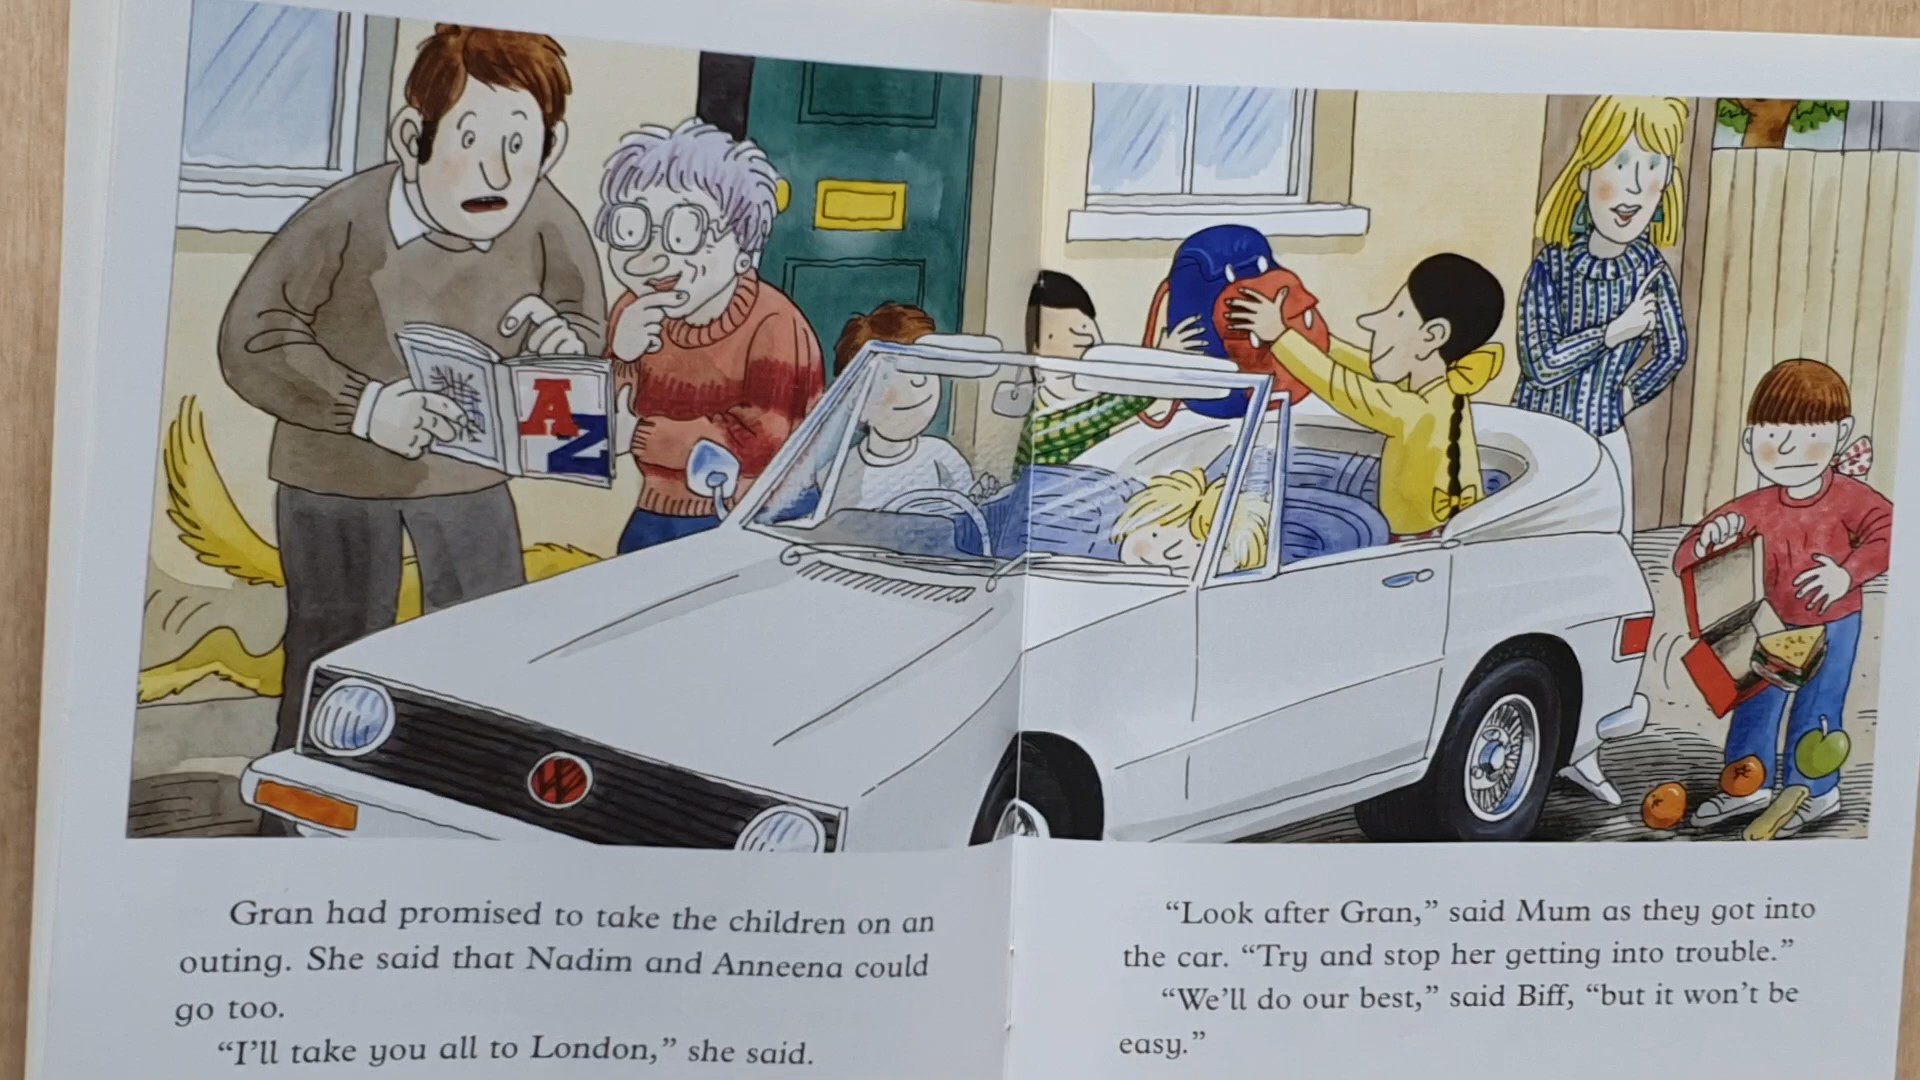 A
Z
VW
Gran had promised to take the children on an
outing. She said that Nadim and Anneena could
go too.
“I’ll take you all to London,” she said.
“Look after Gran,” said Mum as they got into
the car. “Try and stop her getting into trouble.”
“We’ll do our best,” said Biff, “but it won’t be
easy.”